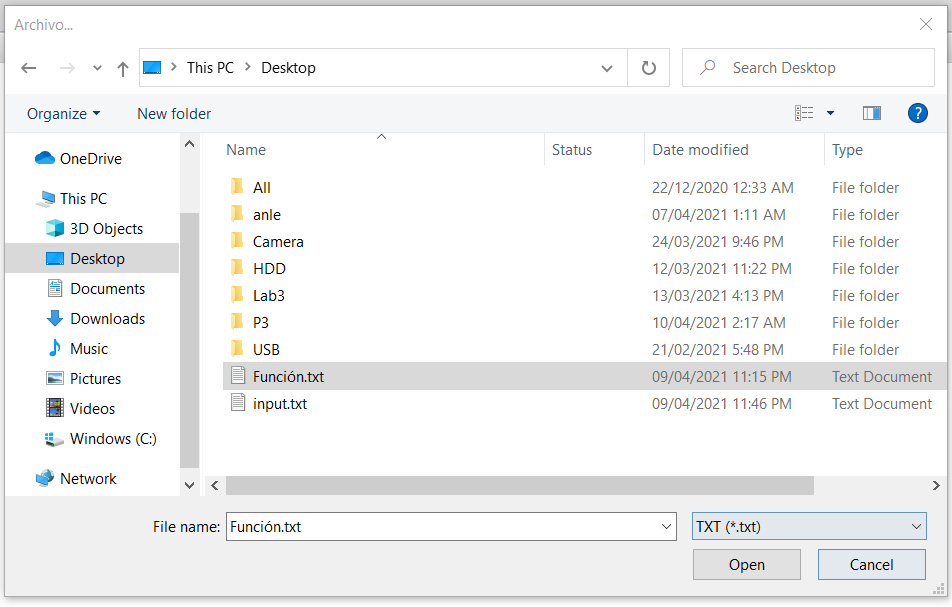 Archivo...
This PC > Desktop
Search Desktop
Organize
New folder
?
OneDrive
This PC
3D Objects
Desktop
Documents
Downloads
Music
Pictures
Videos
Windows (C:)
Network
Name Status Date modified Type
All 22/12/2020 12:33 AM File folder
anle 07/04/2021 1:11 AM File folder
Camera 24/03/2021 9:46 PM File folder
HDD 12/03/2021 11:22 PM File folder
Lab3 13/03/2021 4:13 PM File folder
P3 10/04/2021 2:17 AM File folder
USB 21/02/2021 5:48 PM File folder
Función.txt 09/04/2021 11:15 PM Text Document
input.txt 09/04/2021 11:46 PM Text Document
File name: Función.txt TXT (*.txt)
Open Cancel